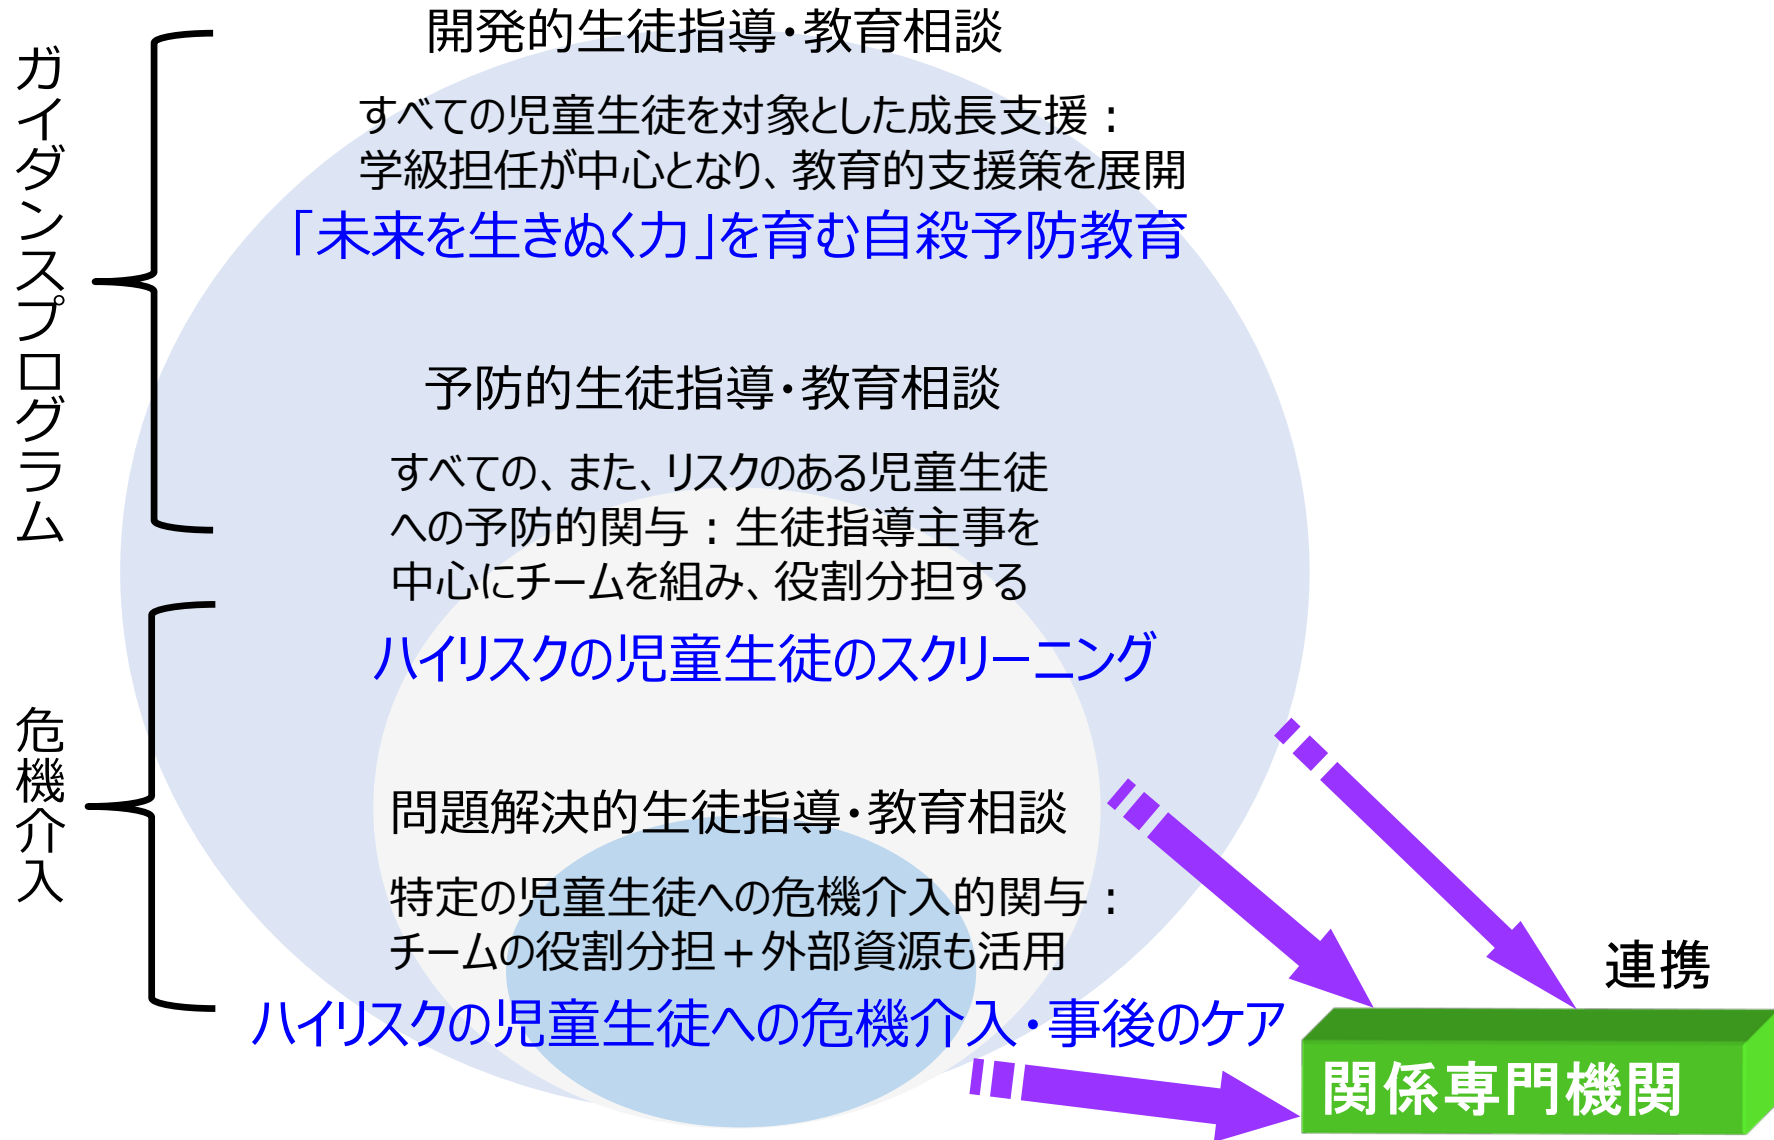 ガイダンスプログラム
開発的生徒指導・教育相談
すべての児童生徒を対象とした成長支援：
学級担任が中心となり、教育的支援策を展開
「未来を生きぬく力」を育む自殺予防教育
予防的生徒指導・教育相談
すべての、また、リスクのある児童生徒
への予防的関与：生徒指導主事を
中心にチームを組み、役割分担する
ハイリスクの児童生徒のスクリーニング
危機介入
問題解決的生徒指導・教育相談
特定の児童生徒への危機介入的関与：
チームの役割分担＋外部資源も活用
ハイリスクの児童生徒への危機介入・事後のケア
連携
関係専門機関